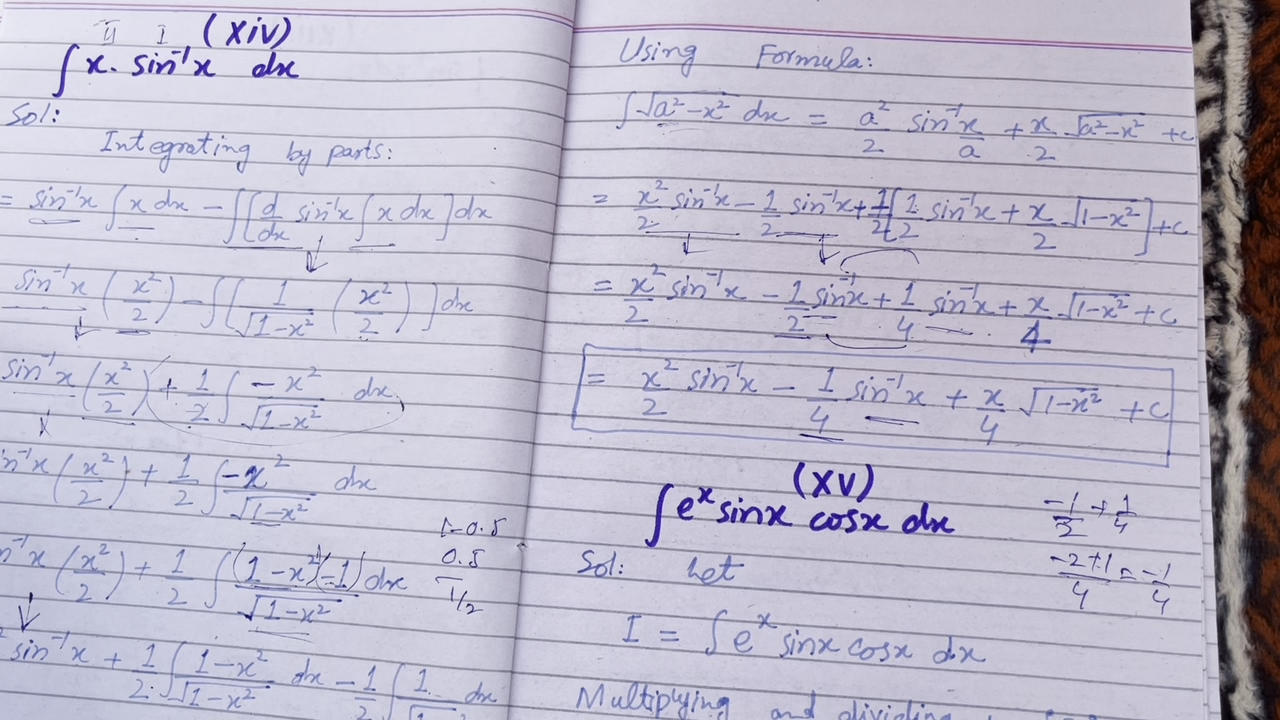 II I (xiv)
∫ x. sin⁻¹x dx
Sol:
Integrating by parts:
= sin⁻¹x ∫ x dx − ∫[d/dx sin⁻¹x ∫ x dx] dx
sin⁻¹x (x²/2) − ∫[1/√(1−x²) (x²/2)] dx
sin⁻¹x (x²/2) + 1/2 ∫ −x²/√(1−x²) dx
n⁻¹x (x²/2) + 1/2 ∫ −x²/√(1−x²) dx
n⁻¹x (x²/2) + 1/2 ∫ (1−x²)(−1)/√(1−x²) dx
1−0.5
0.5
1/2
² sin⁻¹x + 1/2 ∫ 1−x²/√(1−x²) dx − 1/2 ∫ 1/√1 dx
Using Formula:
∫ √(a²−x²) dx = a²/2 sin⁻¹ x/a + x/2 √(a²−x²) + c
= x²/2 sin⁻¹x − 1/2 sin⁻¹x + 1/2[1/2 sin⁻¹x + x/2 √(1−x²)] + c
= x²/2 sin⁻¹x − 1/2 sin⁻¹x + 1/4 sin⁻¹x + x/4 √(1−x²) + c
= x²/2 sin⁻¹x − 1/4 sin⁻¹x + x/4 √(1−x²) + c
(xv)
∫ eˣ sinx cosx dx
−1/2 + 1/4
−2+1/4 = −1/4
Sol: Let
I = ∫ eˣ sinx cosx dx
Multiplying and dividing